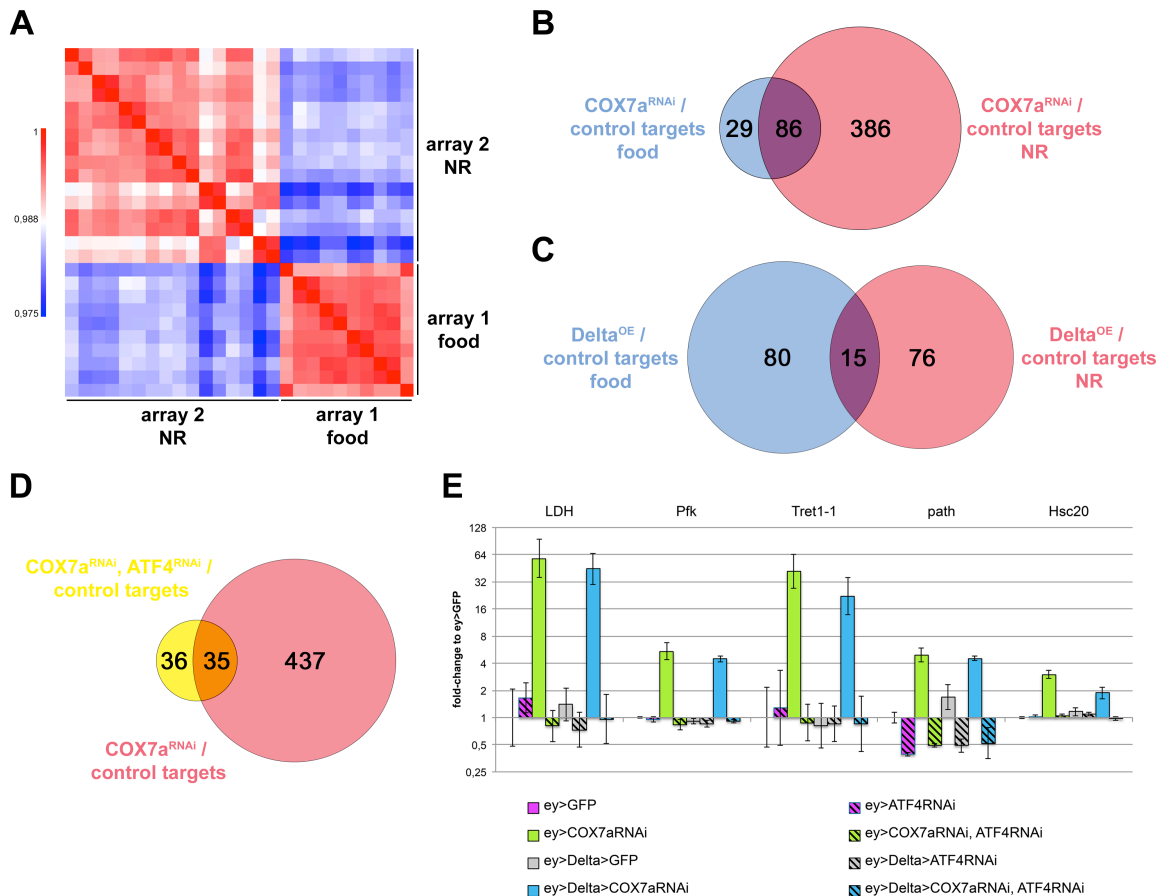 A
1
0,988
0,975
array 2
NR
array 1
food
array 2
NR
array 1
food
B
COX7aRNAi /
control targets
food
29
86
386
COX7aRNAi /
control targets
NR
C
DeltaOE /
control targets
food
80
15
76
DeltaOE /
control targets
NR
D
COX7aRNAi, ATF4RNAi /
control targets
36
35
437
COX7aRNAi /
control targets
E
LDH
Pfk
Tret1-1
path
Hsc20
fold-change to ey>GFP
128
64
32
16
8
4
2
1
0,5
0,25
ey>GFP
ey>COX7aRNAi
ey>Delta>GFP
ey>Delta>COX7aRNAi
ey>ATF4RNAi
ey>COX7aRNAi, ATF4RNAi
ey>Delta>ATF4RNAi
ey>Delta>COX7aRNAi, ATF4RNAi